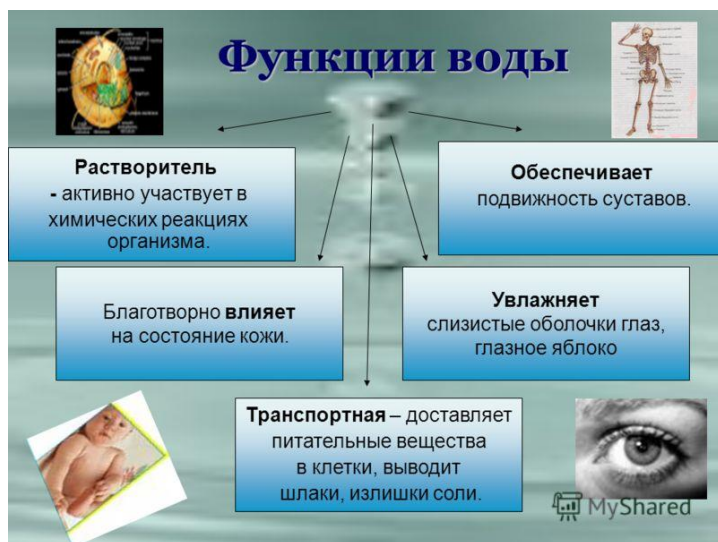 Функции воды
Растворитель
- активно участвует в
химических реакциях
организма.
Обеспечивает
подвижность суставов.
Благотворно влияет
на состояние кожи.
Увлажняет
слизистые оболочки глаз,
глазное яблоко
Транспортная – доставляет
питательные вещества
в клетки, выводит
шлаки, излишки соли.
MyShared